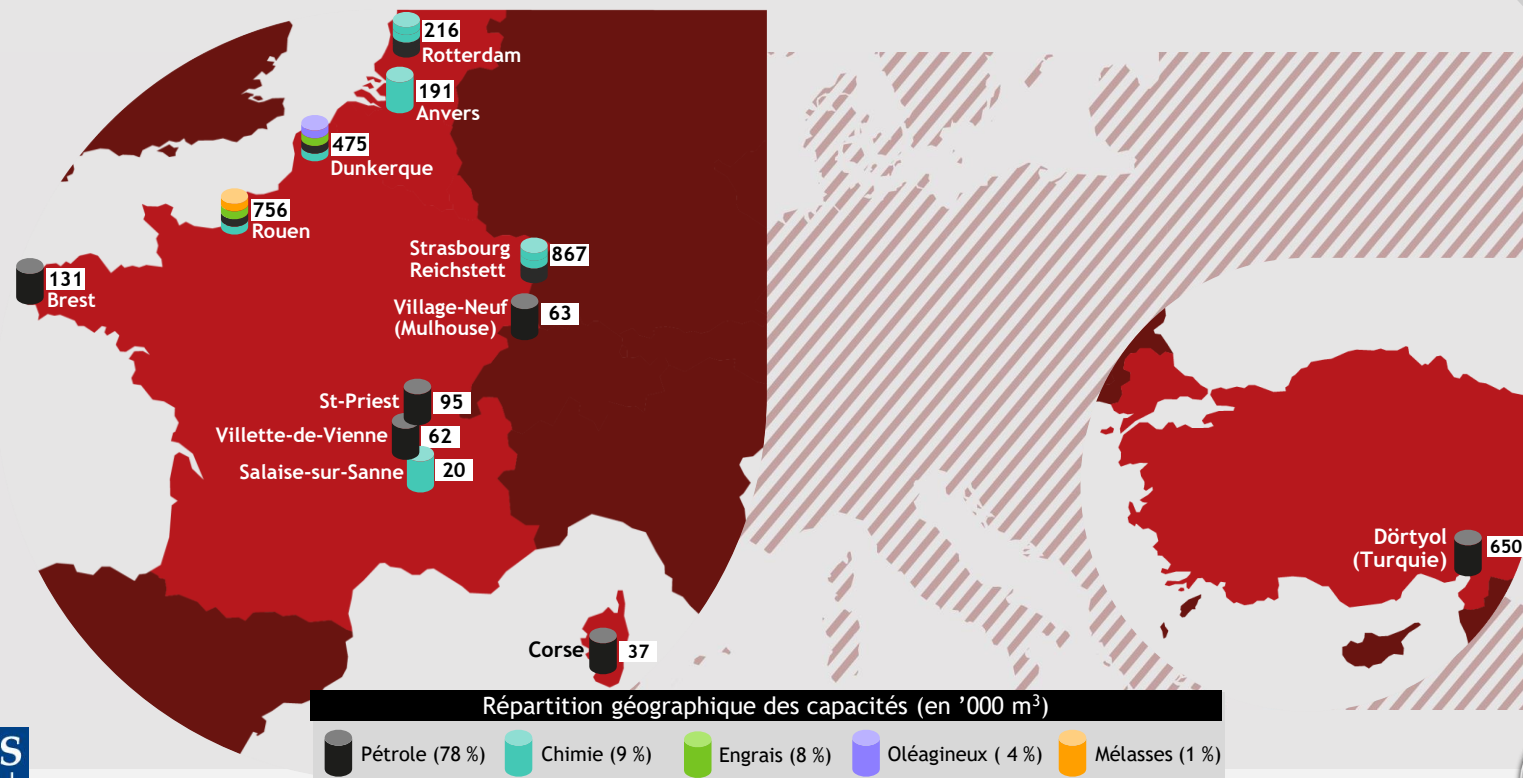 216
Rotterdam
191
Anvers
475
Dunkerque
756
Rouen
131
Brest
Strasbourg
Reichstett
867
Village-Neuf
(Mulhouse)
63
St-Priest
95
Villette-de-Vienne
62
Salaise-sur-Sanne
20
Dörtyol
(Turquie)
650
Corse
37
Répartition géographique des capacités (en ’000 m³)
Pétrole (78 %)
Chimie (9 %)
Engrais (8 %)
Oléagineux ( 4 %)
Mélasses (1 %)
S